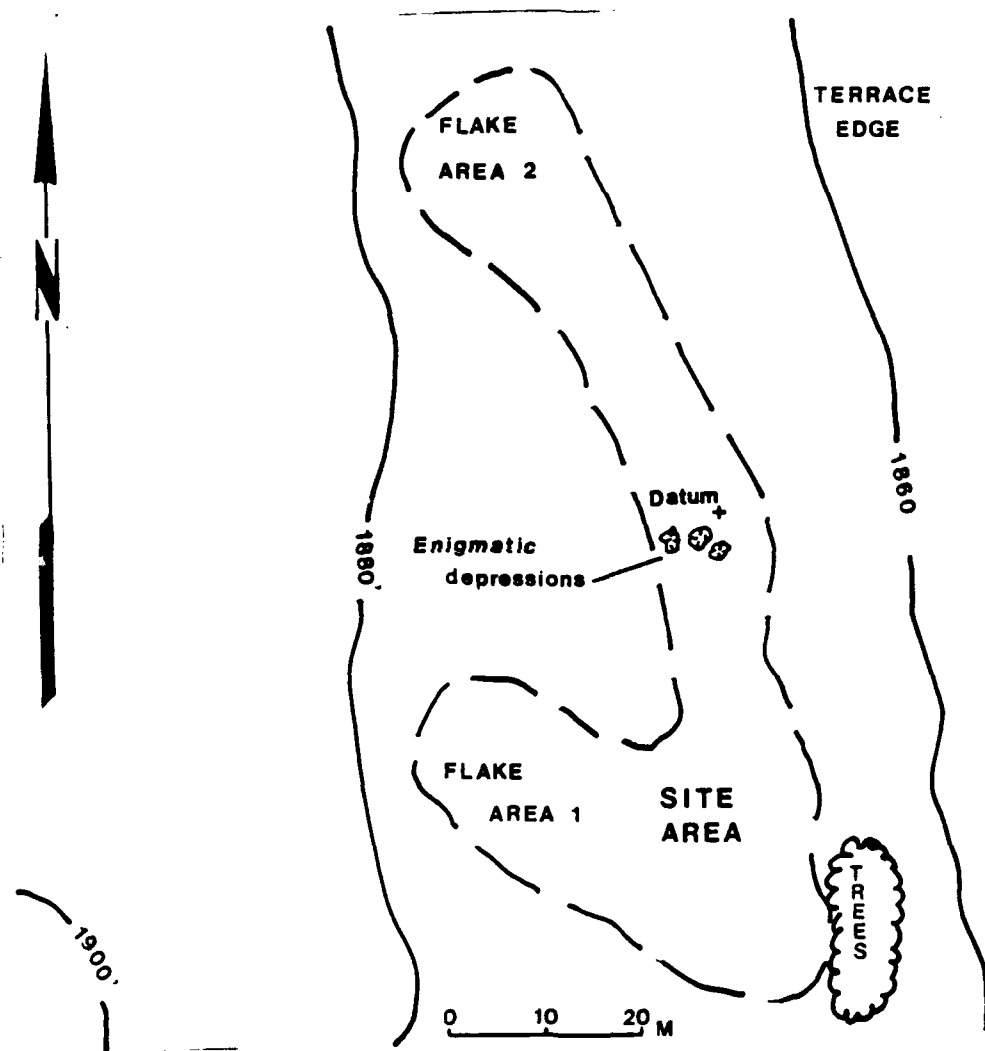 TERRACE
EDGE
FLAKE
AREA 2
N
1860
Datum
+
Enigmatic
depressions
1880'
FLAKE
AREA 1
SITE
AREA
TREES
1900'
0 10 20 M